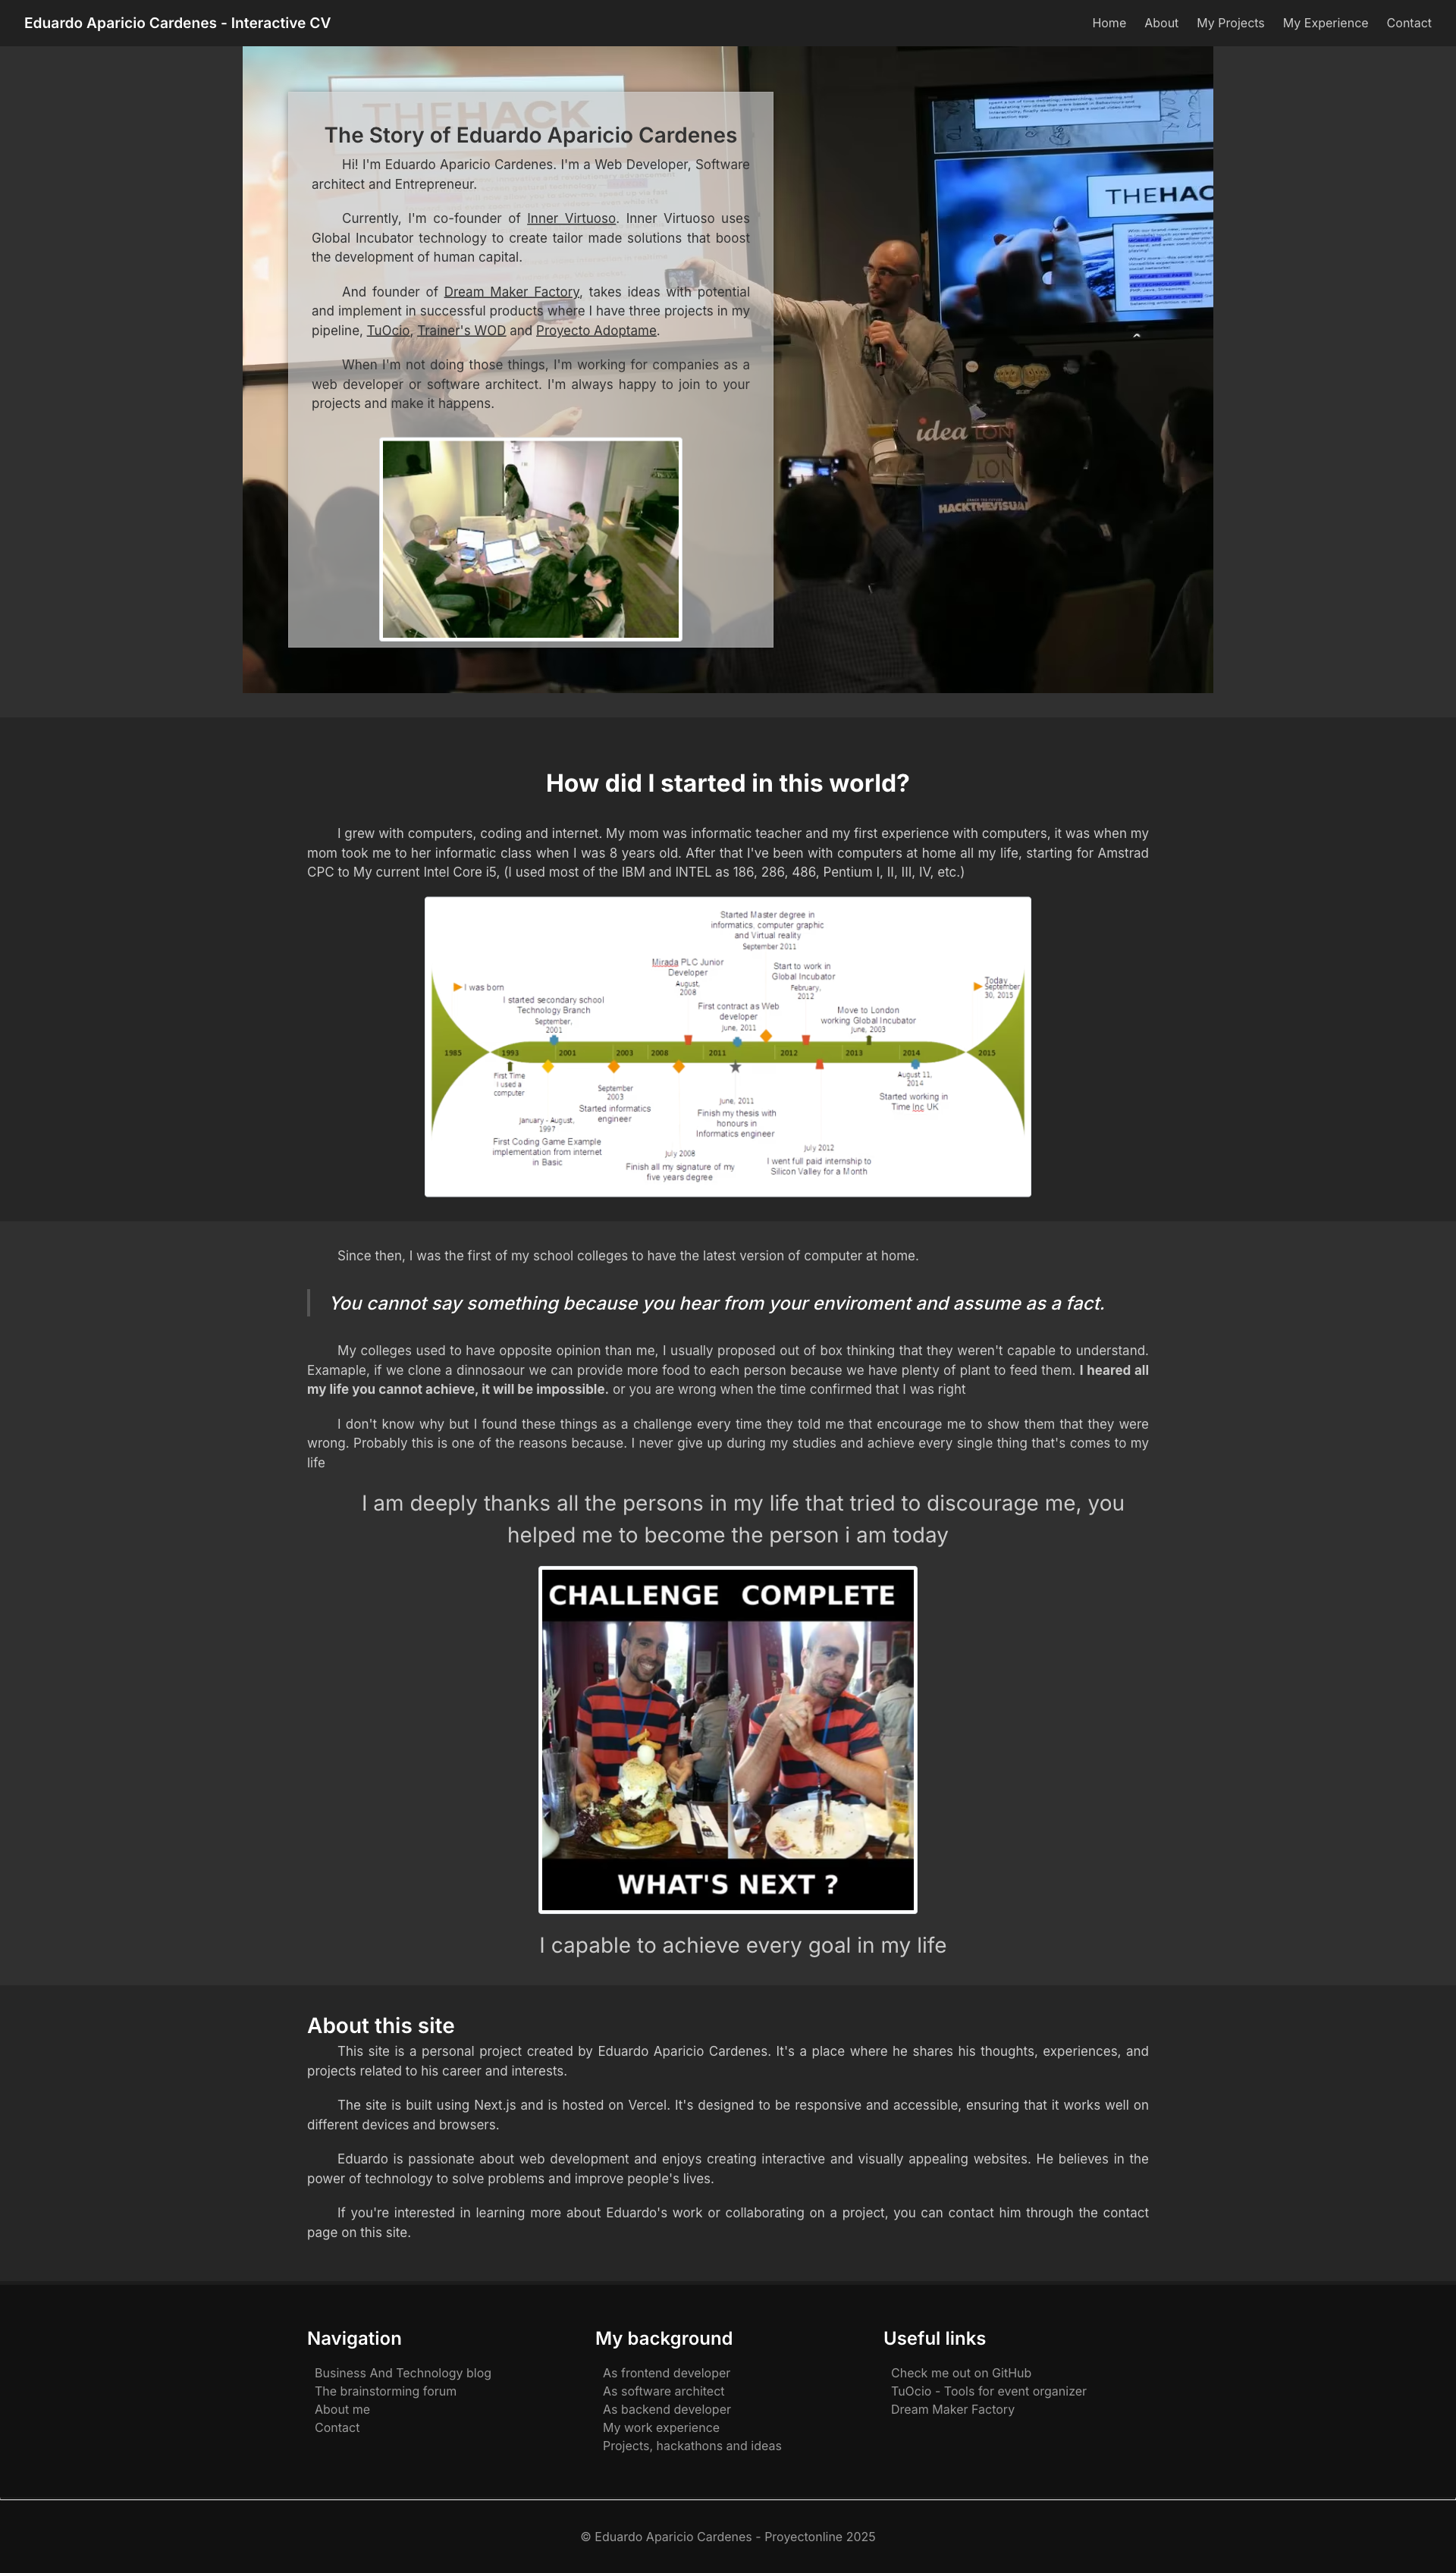 Eduardo Aparicio Cardenes - Interactive CV
Home About My Projects My Experience Contact
THEHACK
The Story of Eduardo Aparicio Cardenes
Hi! I'm Eduardo Aparicio Cardenes. I'm a Web Developer, Software
architect and Entrepreneur.
Currently, I'm co-founder of Inner Virtuoso. Inner Virtuoso uses
Global Incubator technology to create tailor made solutions that boost
the development of human capital.
And founder of Dream Maker Factory, takes ideas with potential
and implement in successful products where I have three projects in my
pipeline, TuOcio, Trainer's WOD and Proyecto Adoptame.
When I'm not doing those things, I'm working for companies as a
web developer or software architect. I'm always happy to join to your
projects and make it happens.
THEHAC
idea LON
LON
HACKTHEVISUAL
How did I started in this world?
I grew with computers, coding and internet. My mom was informatic teacher and my first experience with computers, it was when my
mom took me to her informatic class when I was 8 years old. After that I've been with computers at home all my life, starting for Amstrad
CPC to My current Intel Core i5, (I used most of the IBM and INTEL as 186, 286, 486, Pentium I, II, III, IV, etc.)
Started Master degree in
informatics, computer graphic
and Virtual reality
September 2011
Mirada PLC Junior
Developer
August,
2008
Start to work in
Global Incubator
February,
2012
Today
September
30, 2015
I was born
I started secondary school
Technology Branch
September,
2001
First contract as Web
developer
June, 2011
Move to London
working Global Incubator
June, 2003
1985 1993 2001 2003 2008 2011 2012 2013 2014 2015
First Time
I used a
computer
September
2003
Started informatics
engineer
August 11,
2014
Started working in
Time Inc UK
January - August,
1997
First Coding Game Example
implementation from internet
in Basic
June, 2011
Finish my thesis with
honours in
Informatics engineer
July 2008
Finish all my signature of my
five years degree
July 2012
I went full paid internship to
Silicon Valley for a Month
Since then, I was the first of my school colleges to have the latest version of computer at home.
You cannot say something because you hear from your enviroment and assume as a fact.
My colleges used to have opposite opinion than me, I usually proposed out of box thinking that they weren't capable to understand.
Examaple, if we clone a dinnosaour we can provide more food to each person because we have plenty of plant to feed them. I heared all
my life you cannot achieve, it will be impossible. or you are wrong when the time confirmed that I was right
I don't know why but I found these things as a challenge every time they told me that encourage me to show them that they were
wrong. Probably this is one of the reasons because. I never give up during my studies and achieve every single thing that's comes to my
life
I am deeply thanks all the persons in my life that tried to discourage me, you
helped me to become the person i am today
CHALLENGE COMPLETE
WHAT'S NEXT ?
I capable to achieve every goal in my life
About this site
This site is a personal project created by Eduardo Aparicio Cardenes. It's a place where he shares his thoughts, experiences, and
projects related to his career and interests.
The site is built using Next.js and is hosted on Vercel. It's designed to be responsive and accessible, ensuring that it works well on
different devices and browsers.
Eduardo is passionate about web development and enjoys creating interactive and visually appealing websites. He believes in the
power of technology to solve problems and improve people's lives.
If you're interested in learning more about Eduardo's work or collaborating on a project, you can contact him through the contact
page on this site.
Navigation
Business And Technology blog
The brainstorming forum
About me
Contact
My background
As frontend developer
As software architect
As backend developer
My work experience
Projects, hackathons and ideas
Useful links
Check me out on GitHub
TuOcio - Tools for event organizer
Dream Maker Factory
© Eduardo Aparicio Cardenes - Proyectonline 2025